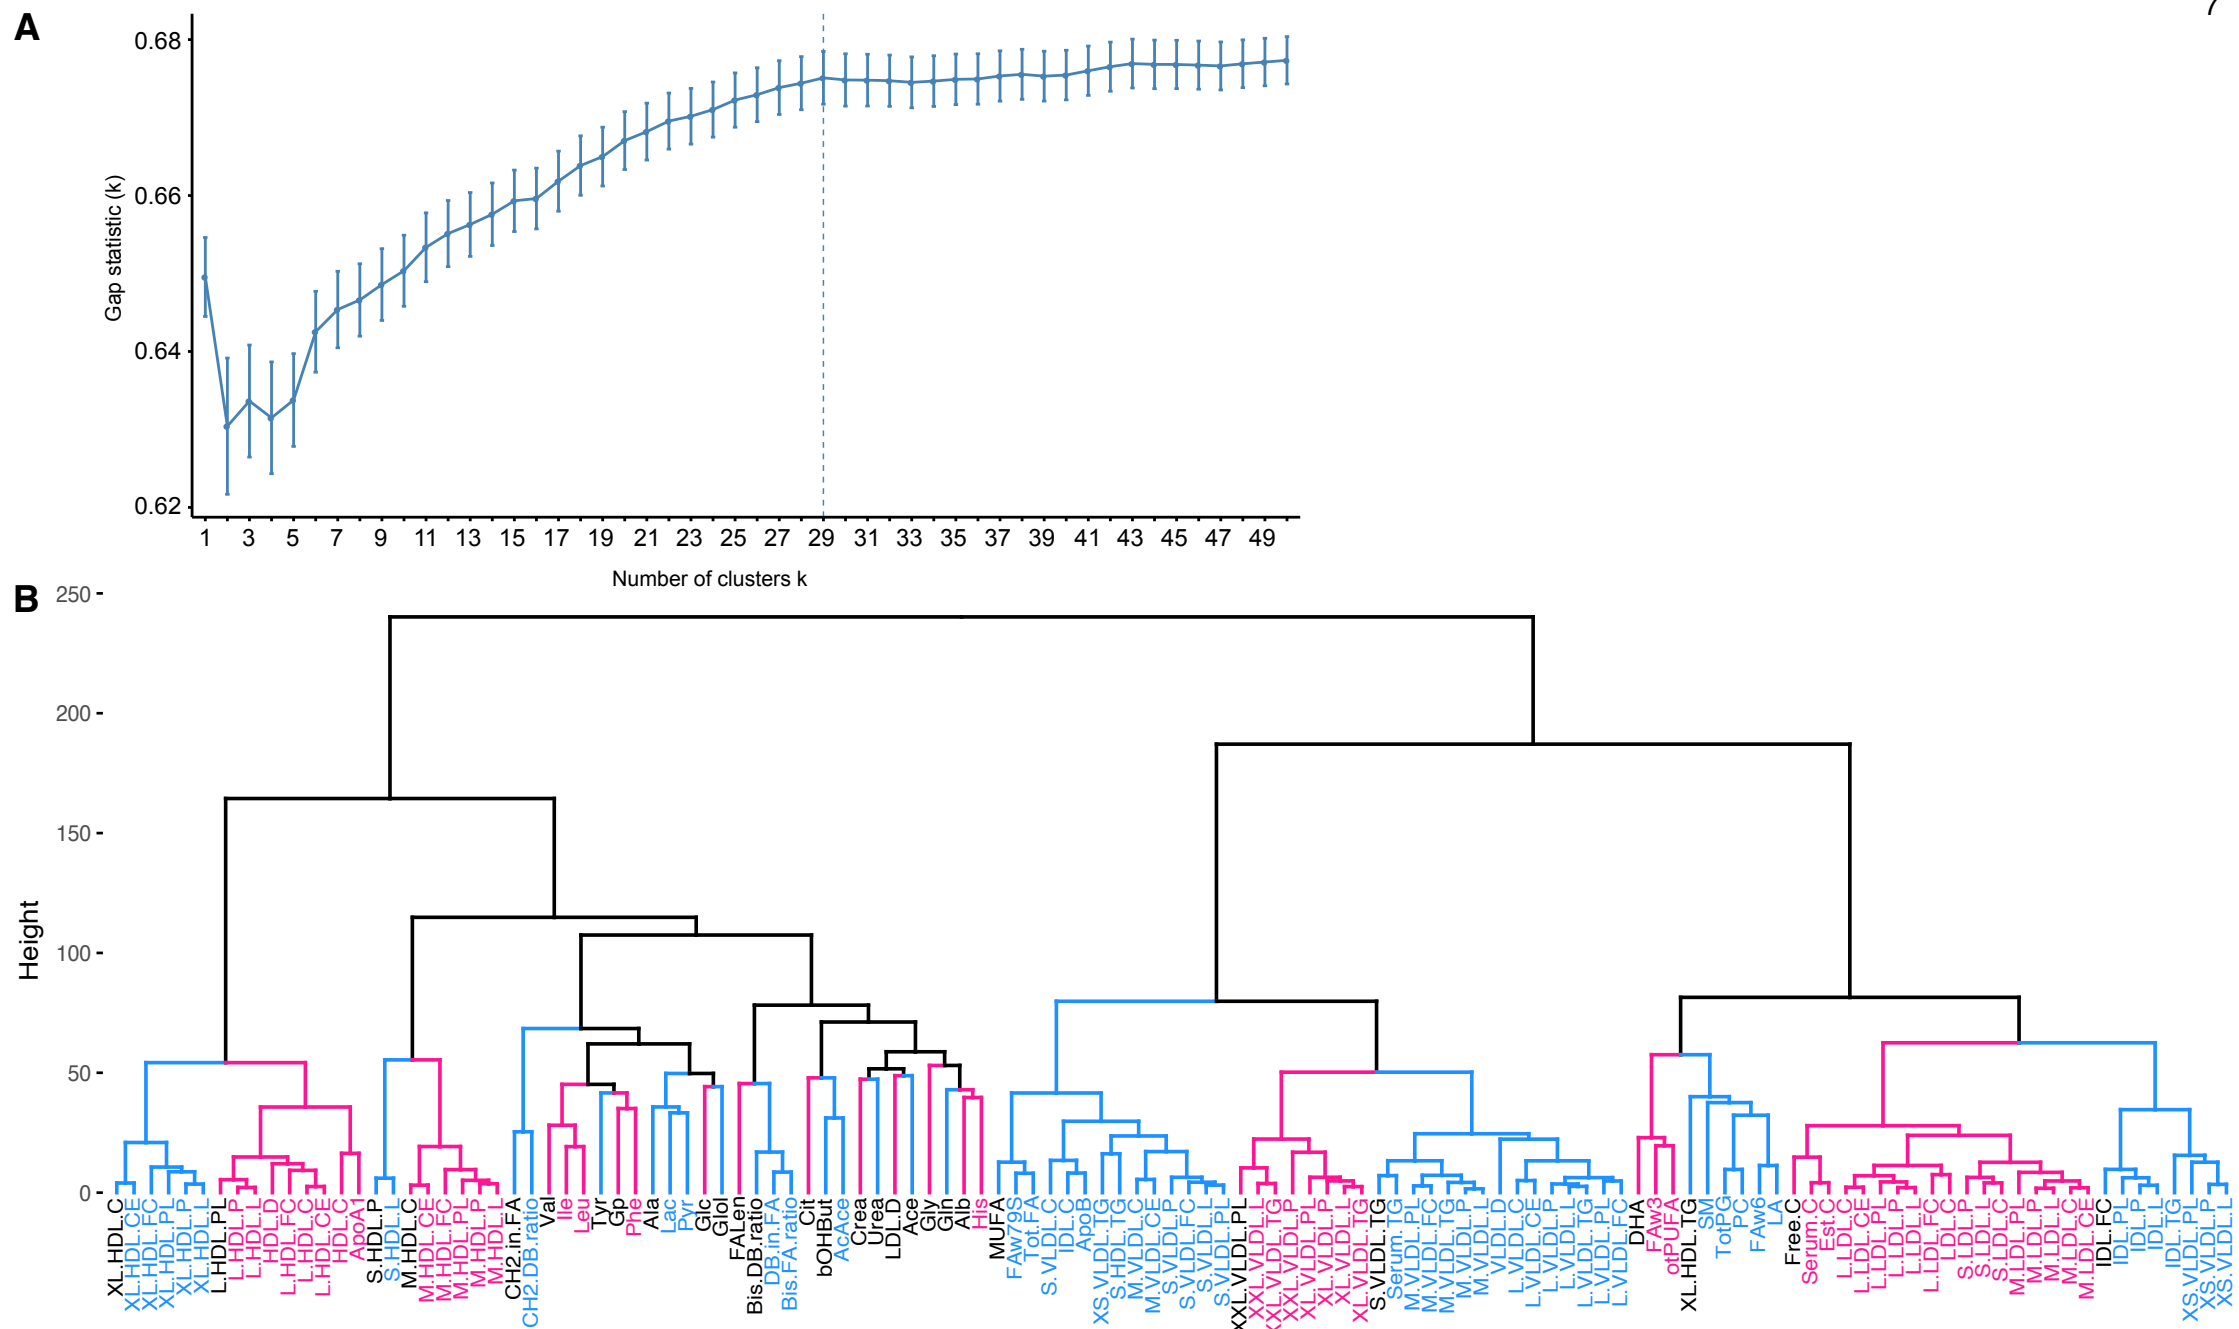 7
A
0.68
0.66
0.64
0.62
Gap statistic (k)
1 3 5 7 9 11 13 15 17 19 21 23 25 27 29 31 33 35 37 39 41 43 45 47 49
Number of clusters k
B
250
200
150
100
50
0
Height
XL.HDL.C
XL.HDL.CE
XL.HDL.FC
XL.HDL.PL
XL.HDL.P
XL.HDL.L
L.HDL.PL
L.HDL.P
L.HDL.L
HDL.D
L.HDL.FC
L.HDL.C
L.HDL.CE
HDL.C
ApoA1
S.HDL.P
S.HDL.L
M.HDL.C
M.HDL.CE
M.HDL.FC
M.HDL.PL
M.HDL.P
M.HDL.L
CH2.in.FA
CH2.DB.ratio
Val
Ile
Leu
Tyr
Gp
Phe
Ala
Lac
Pyr
Glc
Glol
FALen
Bis.DB.ratio
DB.in.FA
Bis.FA.ratio
Cit
bOHBut
AcAce
Crea
Urea
LDL.D
Ace
Gly
Gln
Alb
His
MUFA
FAw79S
Tot.FA
S.VLDL.C
IDL.C
ApoB
XS.VLDL.TG
S.HDL.TG
M.VLDL.C
M.VLDL.CE
S.VLDL.P
S.VLDL.FC
S.VLDL.L
S.VLDL.PL
XXL.VLDL.PL
XXL.VLDL.L
XXL.VLDL.TG
XXL.VLDL.P
XL.VLDL.PL
XL.VLDL.P
XL.VLDL.L
XL.VLDL.TG
S.VLDL.TG
Serum.TG
M.VLDL.PL
M.VLDL.FC
M.VLDL.TG
M.VLDL.P
M.VLDL.L
VLDL.D
L.VLDL.C
L.VLDL.CE
L.VLDL.P
L.VLDL.L
L.VLDL.TG
L.VLDL.PL
L.VLDL.FC
DHA
FAw3
otPUFA
XL.HDL.TG
SM
TotPG
PC
FAw6
LA
Free.C
Serum.C
Est.C
LDL.C
L.LDL.CE
L.LDL.PL
L.LDL.P
L.LDL.L
L.LDL.FC
L.LDL.C
S.LDL.P
S.LDL.L
S.LDL.C
M.LDL.PL
M.LDL.P
M.LDL.L
M.LDL.C
M.LDL.CE
IDL.FC
IDL.PL
IDL.P
IDL.L
IDL.TG
XS.VLDL.PL
XS.VLDL.P
XS.VLDL.L